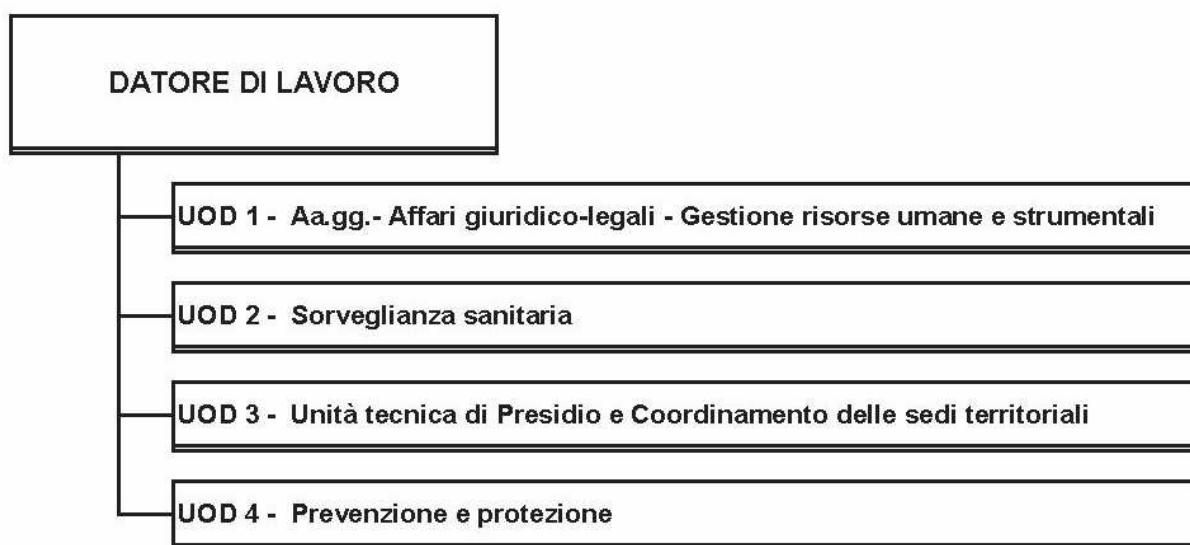 DATORE DI LAVORO
UOD 1 - Aa.gg.- Affari giuridico-legali - Gestione risorse umane e strumentali
UOD 2 - Sorveglianza sanitaria
UOD 3 - Unità tecnica di Presidio e Coordinamento delle sedi territoriali
UOD 4 - Prevenzione e protezione